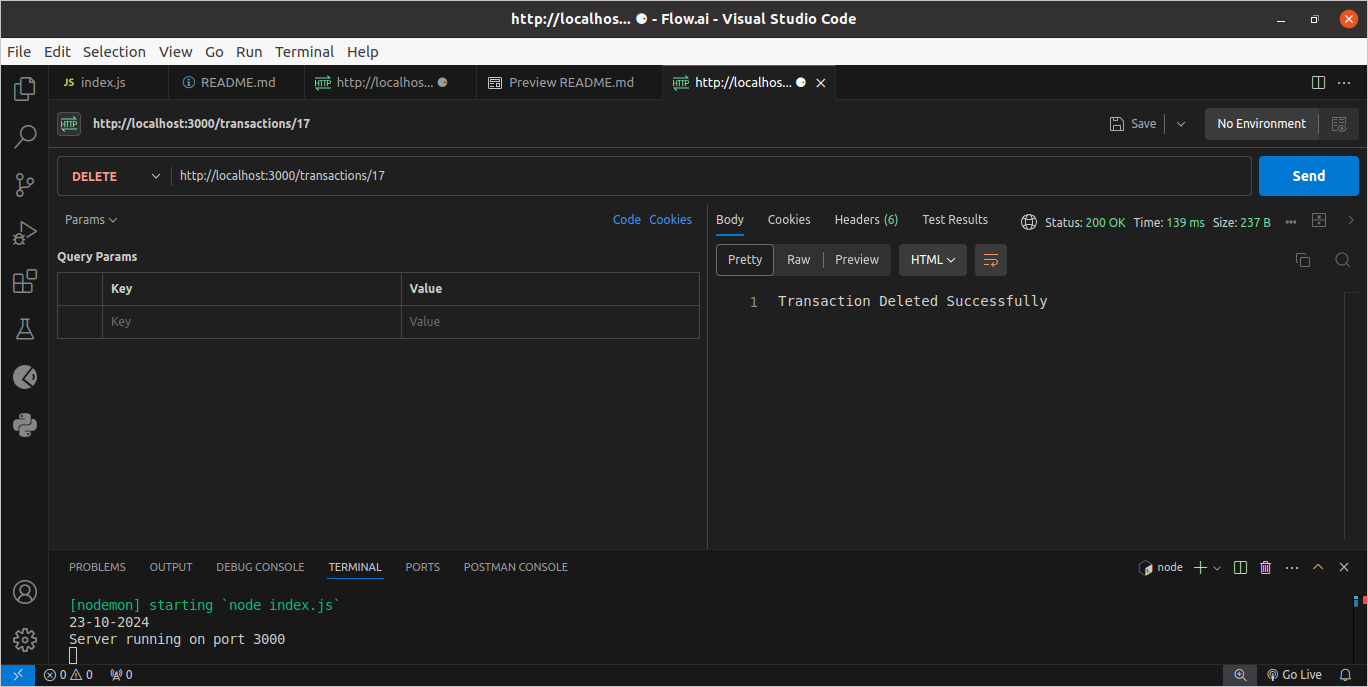 http://localhos... ● - Flow.ai - Visual Studio Code
File Edit Selection View Go Run Terminal Help
JS index.js README.md HTTP http://localhos... ● Preview README.md HTTP http://localhos... ●
HTTP http://localhost:3000/transactions/17 Save No Environment
DELETE http://localhost:3000/transactions/17 Send
Params Code Cookies
Body Cookies Headers (6) Test Results Status: 200 OK Time: 139 ms Size: 237 B
Query Params
Pretty Raw Preview HTML
Key Value
Key Value
1 Transaction Deleted Successfully
PROBLEMS OUTPUT DEBUG CONSOLE TERMINAL PORTS POSTMAN CONSOLE node
[nodemon] starting `node index.js`
23-10-2024
Server running on port 3000
0 0 0 Go Live